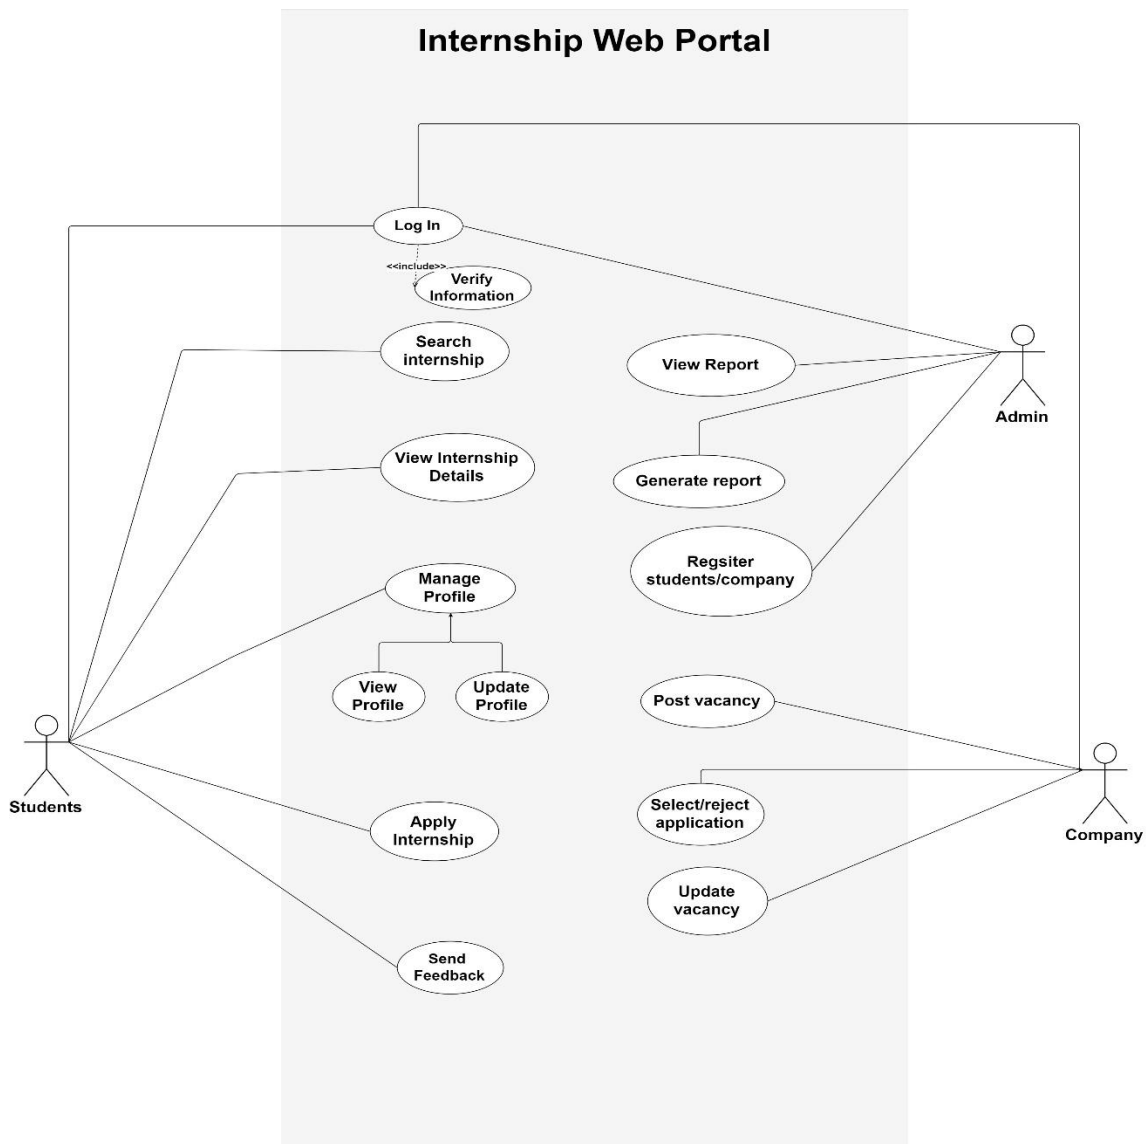 Internship Web Portal
Log In
<<include>>
Verify
Information
Search
internship
View Report
Admin
View Internship
Details
Generate report
Regsiter
students/company
Manage
Profile
View
Profile
Update
Profile
Post vacancy
Students
Select/reject
application
Company
Apply
Internship
Update
vacancy
Send
Feedback